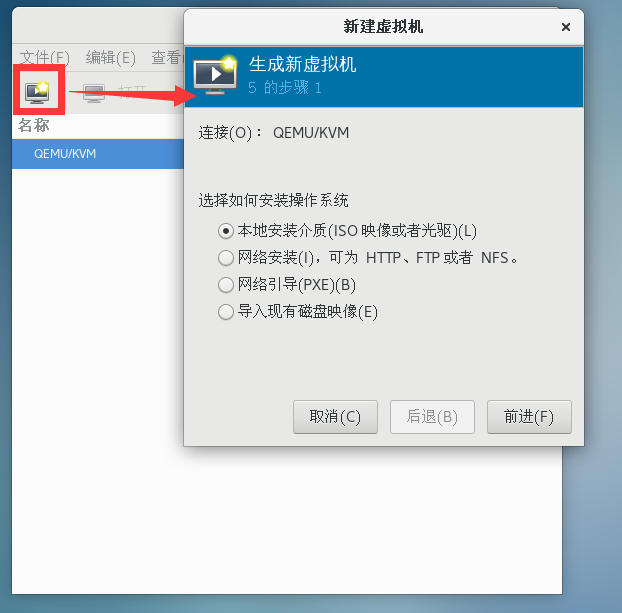 新建虚拟机
文件(F) 编辑(E) 查看
生成新虚拟机
5 的步骤 1
打开
名称
QEMU/KVM
连接(O)： QEMU/KVM
选择如何安装操作系统
本地安装介质(ISO 映像或者光驱)(L)
网络安装(I)，可为 HTTP、FTP 或者 NFS。
网络引导(PXE)(B)
导入现有磁盘映像(E)
取消(C) 后退(B) 前进(F)